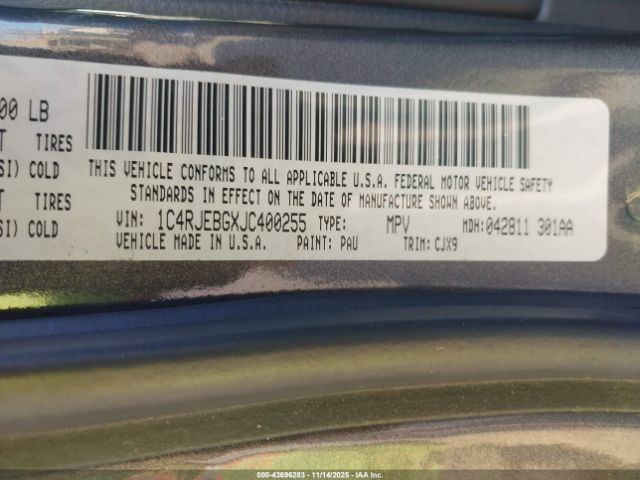 00 LB
T TIRES
SI) COLD
T TIRES
SI) COLD
THIS VEHICLE CONFORMS TO ALL APPLICABLE U.S.A. FEDERAL MOTOR VEHICLE SAFETY
STANDARDS IN EFFECT ON THE DATE OF MANUFACTURE SHOWN ABOVE.
VIN: 1C4RJEBGXJC400255 TYPE: MPV MDH:042811 301AA
VEHICLE MADE IN U.S.A. PAINT: PAU TRIM: CJX9
000-43696283 - 11/14/2025 - IAAI.COM